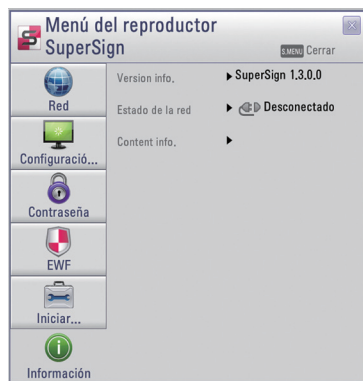 Menú del reproductor
SuperSign
S.MENU Cerrar
Red
Configuració...
Contraseña
EWF
Iniciar...
Información
Version info. SuperSign 1.3.0.0
Estado de la red Desconectado
Content info.